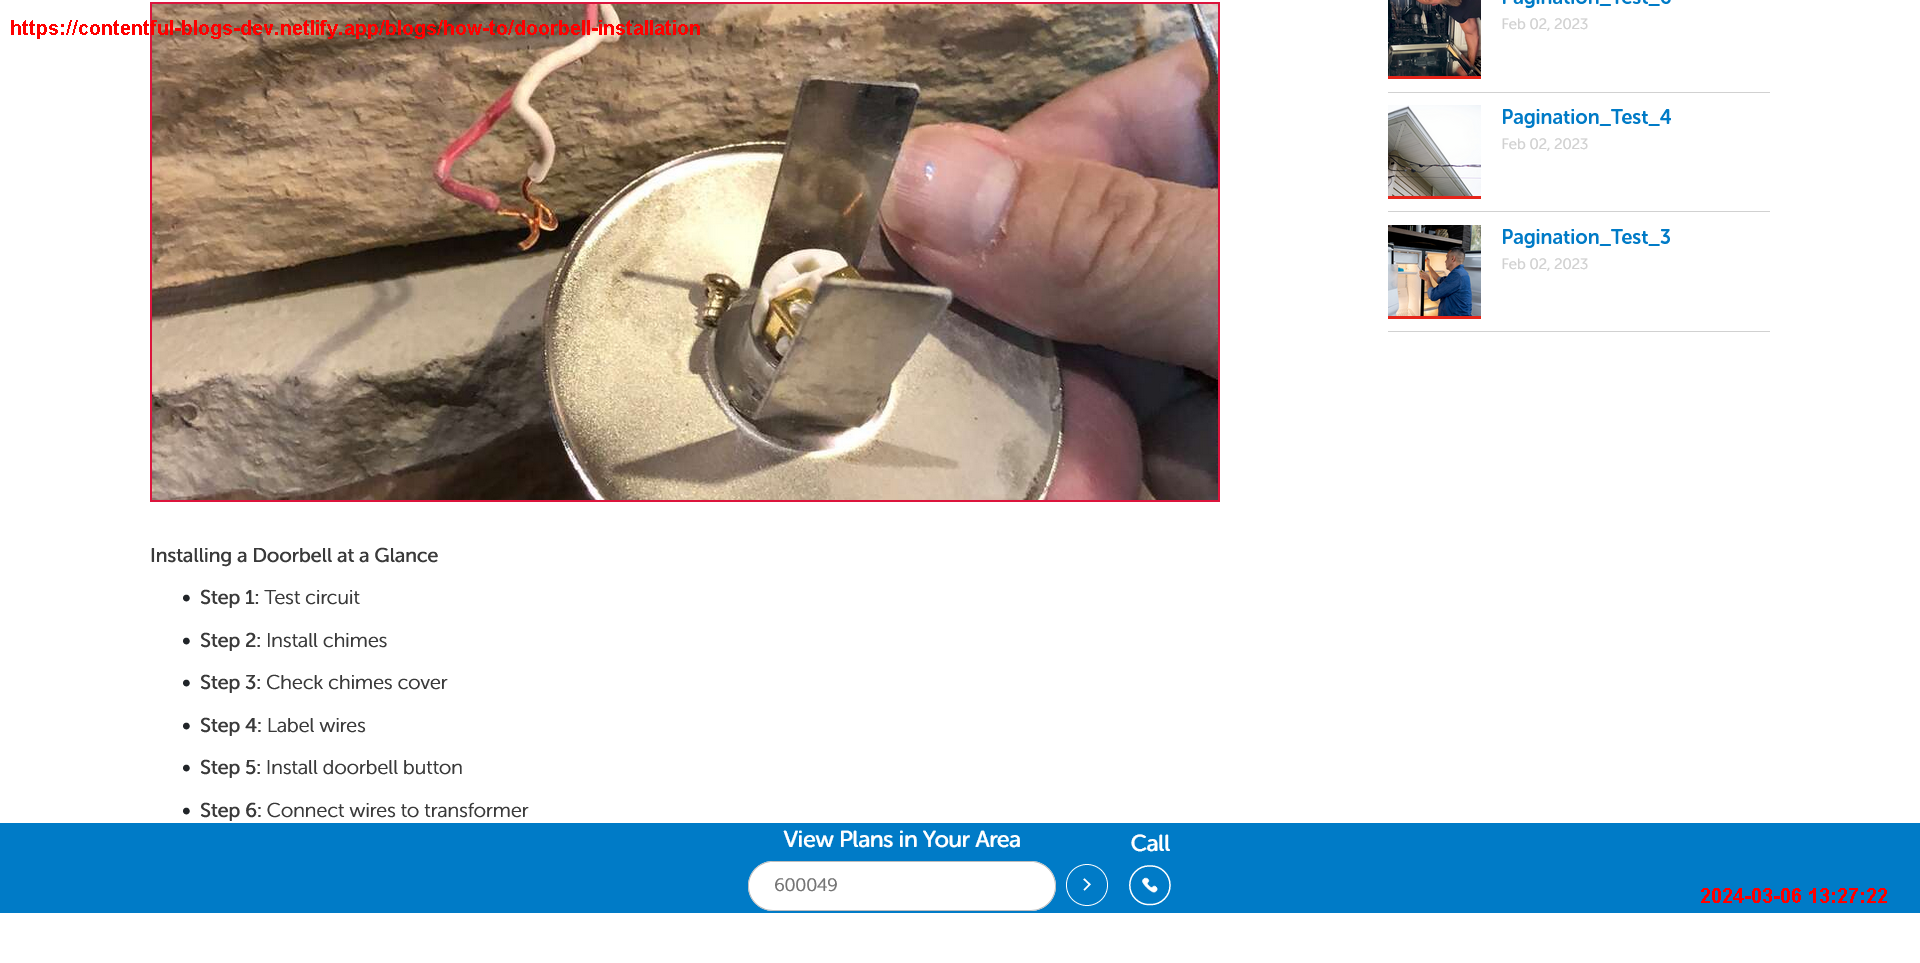 https://contentful-blogs-dev.netlify.app/blogs/how-to/doorbell-installation
Feb 02, 2023
Pagination_Test_4
Feb 02, 2023
Pagination_Test_3
Feb 02, 2023
Installing a Doorbell at a Glance
Step 1: Test circuit
Step 2: Install chimes
Step 3: Check chimes cover
Step 4: Label wires
Step 5: Install doorbell button
Step 6: Connect wires to transformer
View Plans in Your Area
Call
600049
2024-03-06 13:27:22